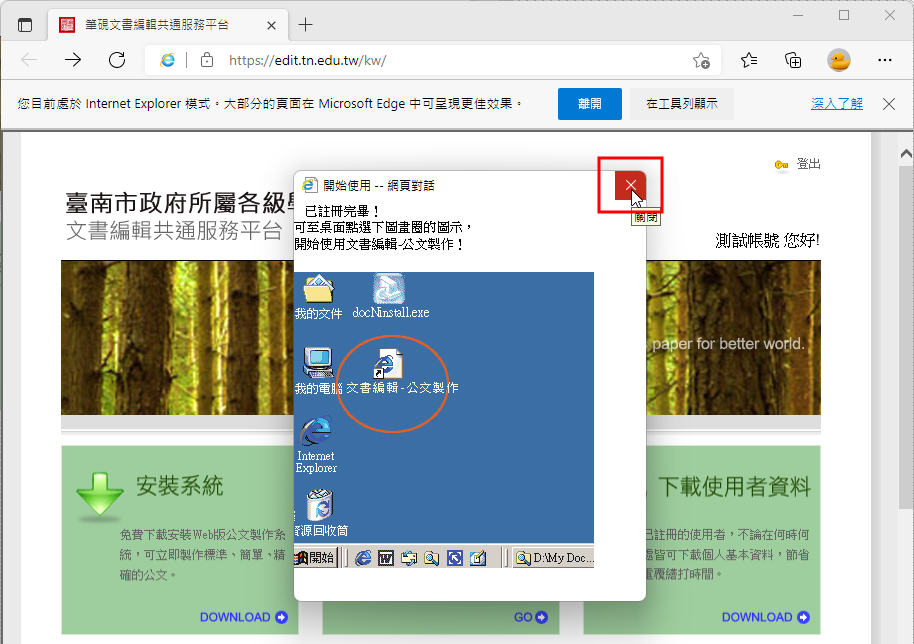 筆硯文書編輯共通服務平台
https://edit.tn.edu.tw/kw/
您目前處於 Internet Explorer 模式。大部分的頁面在 Microsoft Edge 中可呈現更佳效果。
離開
在工具列顯示
深入了解
登出
臺南市政府所屬各級
文書編輯共通服務平台
測試帳號 您好!
開始使用 -- 網頁對話
關閉
已註冊完畢！
可至桌面點選下圖畫圈的圖示，
開始使用文書編輯-公文製作！
我的文件
docNinstall.exe
我的電腦
文書編輯-公文製作
Internet
Explorer
資源回收筒
開始
D:\My Doc...
paper for better world.
安裝系統
免費下載安裝Web版公文製作系
統，可立即製作標準、簡單、精
確的公文。
DOWNLOAD
GO
下載使用者資料
已註冊的使用者，不論在何時何
處皆可下載個人基本資料，節省
重覆繕打時間。
DOWNLOAD